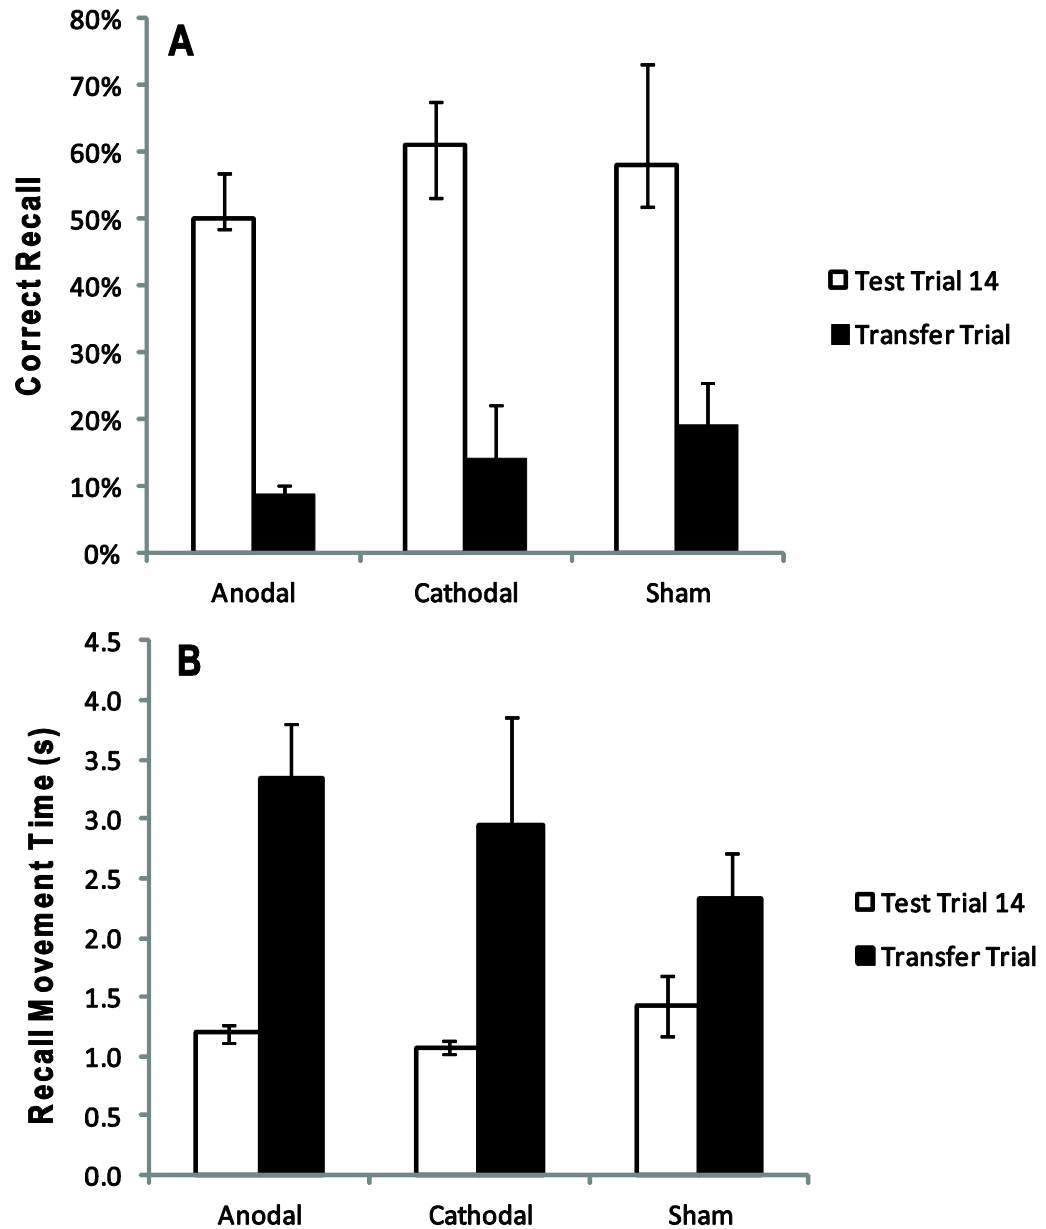 A
80%
70%
60%
50%
40%
30%
20%
10%
0%
Correct Recall
Anodal Cathodal Sham
Test Trial 14
Transfer Trial
B
4.5
4.0
3.5
3.0
2.5
2.0
1.5
1.0
0.5
0.0
Recall Movement Time (s)
Anodal Cathodal Sham
Test Trial 14
Transfer Trial